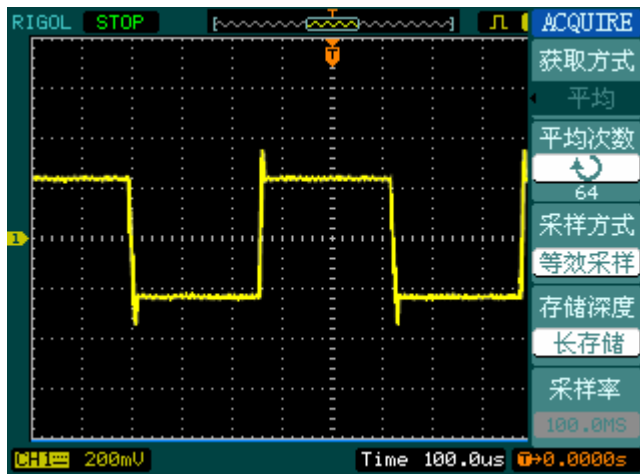 RIGOL STOP
T
ACQUIRE
获取方式
平均
平均次数
64
采样方式
等效采样
存储深度
长存储
采样率
100.0MS
T
1
CH1 200mV Time 100.0us T→0.0000s